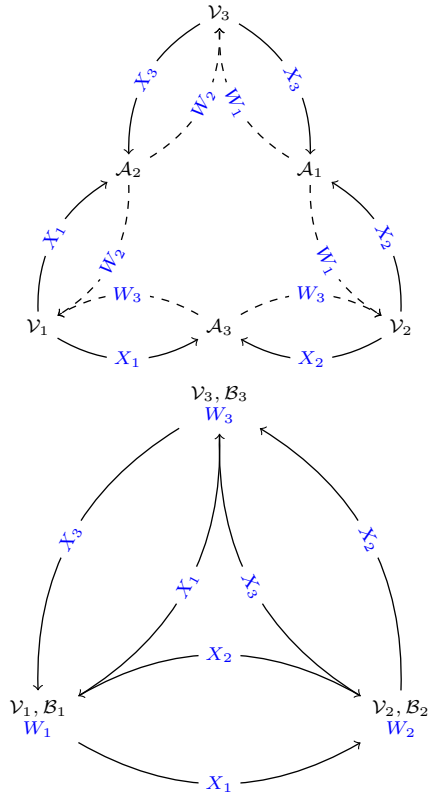 𝒱₃
X₃ X₃
W₂ W₁
𝒜₂ 𝒜₁
X₁ X₂
W₂ W₁
W₃ W₃
𝒱₁ 𝒜₃ 𝒱₂
X₁ X₂
𝒱₃, ℬ₃
W₃
X₃ X₂
X₁ X₃
X₂
𝒱₁, ℬ₁ 𝒱₂, ℬ₂
W₁ W₂
X₁